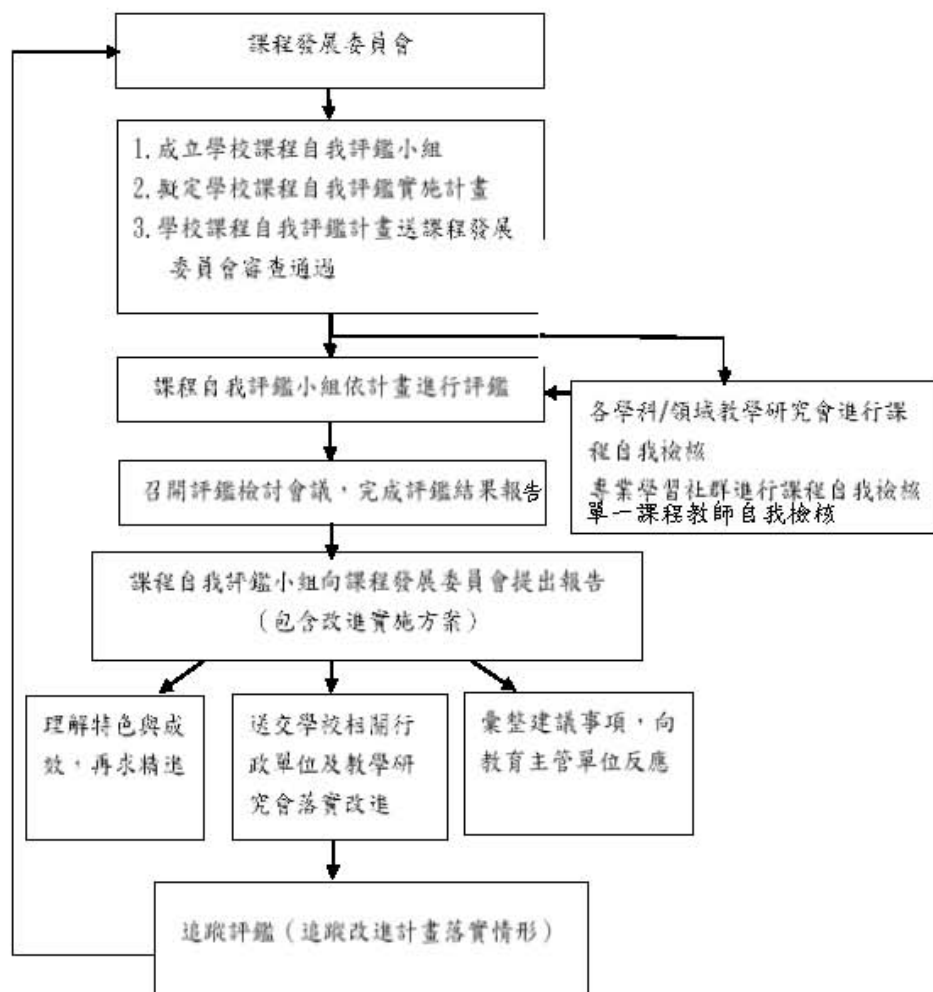 課程發展委員會
1.成立學校課程自我評鑑小組
2.擬定學校課程自我評鑑實施計畫
3.學校課程自我評鑑計畫送課程發展
委員會審查通過
課程自我評鑑小組依計畫進行評鑑
各學科/領域教學研究會進行課
程自我檢核
專業學習社群進行課程自我檢核
單一課程教師自我檢核
召開評鑑檢討會議，完成評鑑結果報告
課程自我評鑑小組向課程發展委員會提出報告
（包含改進實施方案）
理解特色與成
效，再求精進
送交學校相關行
政單位及教學研
究會落實改進
彙整建議事項，向
教育主管單位反應
追蹤評鑑（追蹤改進計畫落實情形）